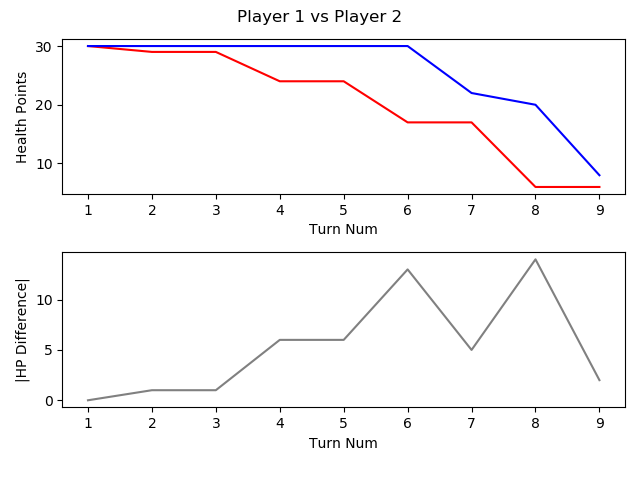 Player 1 vs Player 2
30
20
10
Health Points
1 2 3 4 5 6 7 8 9
Turn Num
10
5
0
|HP Difference|
1 2 3 4 5 6 7 8 9
Turn Num